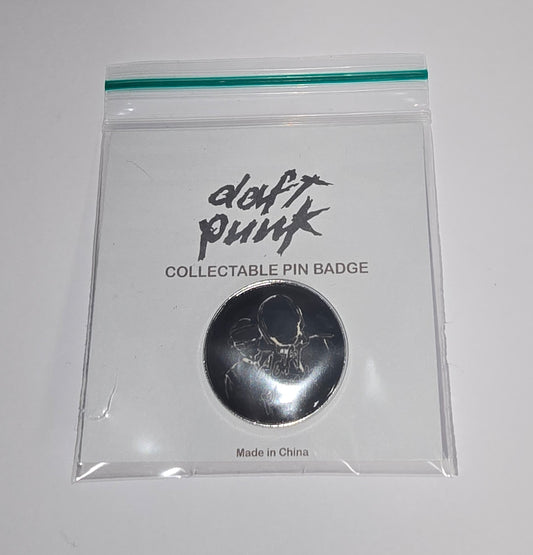 daft
punk
COLLECTABLE PIN BADGE
Made in China